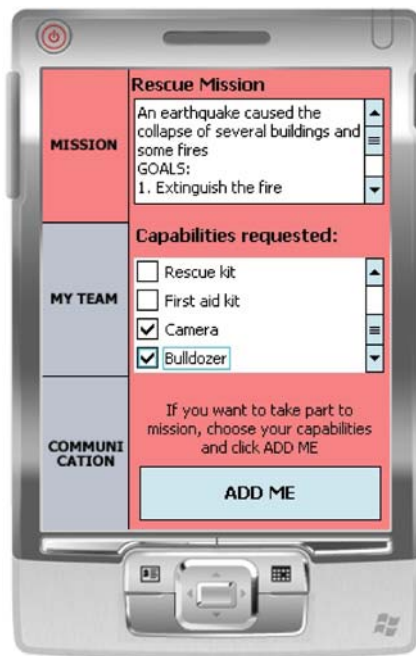 Rescue Mission
An earthquake caused the
collapse of several buildings and
some fires
GOALS:
1. Extinguish the fire
MISSION
Capabilities requested:
Rescue kit
First aid kit
Camera
Bulldozer
MY TEAM
If you want to take part to
mission, choose your capabilities
and click ADD ME
ADD ME
COMMUNI
CATION